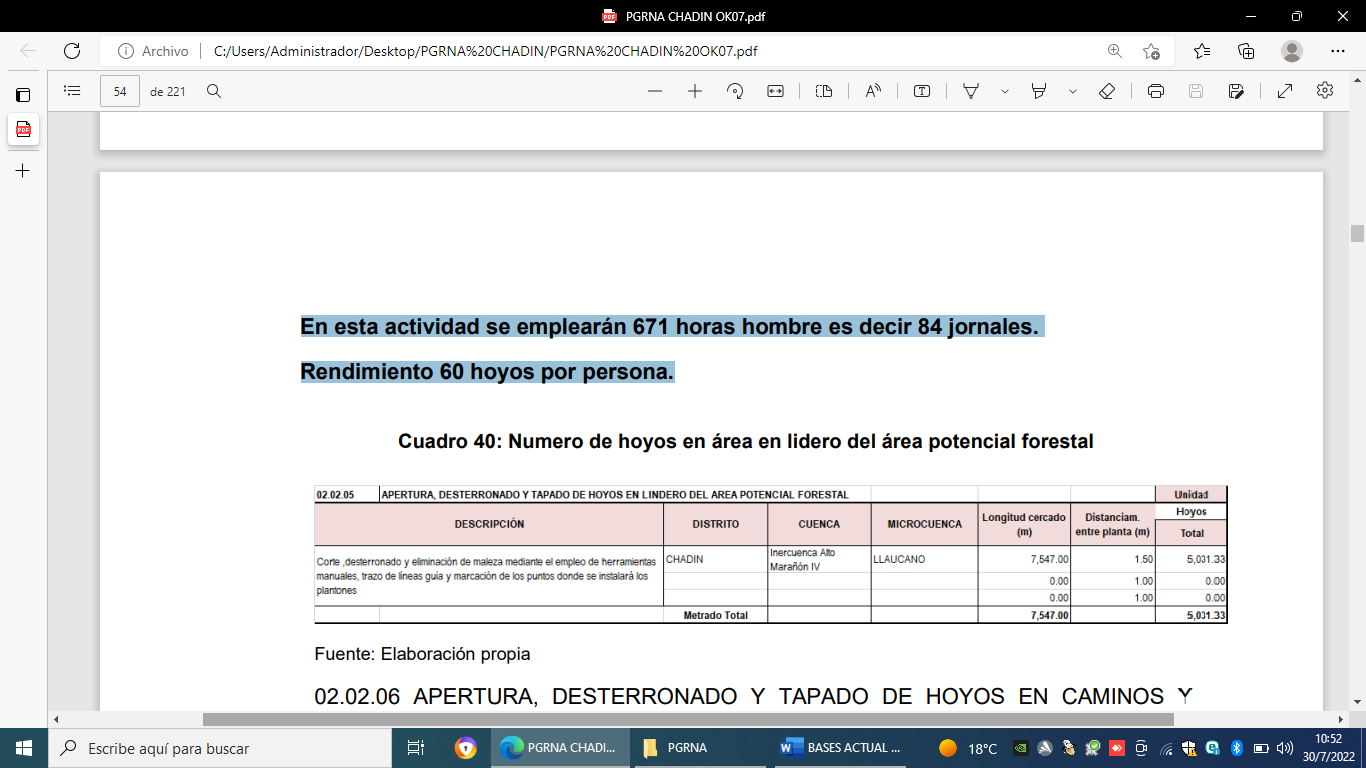 PGRNA CHADIN OK07.pdf
Archivo C:/Users/Administrador/Desktop/PGRNA%20CHADIN/PGRNA%20CHADIN%20OK07.pdf
54 de 221
En esta actividad se emplearán 671 horas hombre es decir 84 jornales.
Rendimiento 60 hoyos por persona.
Cuadro 40: Numero de hoyos en área en lidero del área potencial forestal
02.02.05 APERTURA, DESTERRONADO Y TAPADO DE HOYOS EN LINDERO DEL AREA POTENCIAL FORESTAL Unidad
DESCRIPCIÓN DISTRITO CUENCA MICROCUENCA Longitud cercado (m) Distanciam. entre planta (m) Hoyos
Total
Corte ,desterronado y eliminación de maleza mediante el empleo de herramientas manuales, trazo de líneas guia y marcación de los puntos donde se instalará los plantones CHADIN Inercuenca Alto Marañón IV LLAUCANO 7,547.00 1.50 5,031.33
0.00 1.00 0.00
0.00 1.00 0.00
Metrado Total 7,547.00 5,031.33
Fuente: Elaboración propia
02.02.06 APERTURA, DESTERRONADO Y TAPADO DE HOYOS EN CAMINOS Y
Escribe aquí para buscar PGRNA CHADI... PGRNA BASES ACTUAL ... 18°C 10:52
30/7/2022